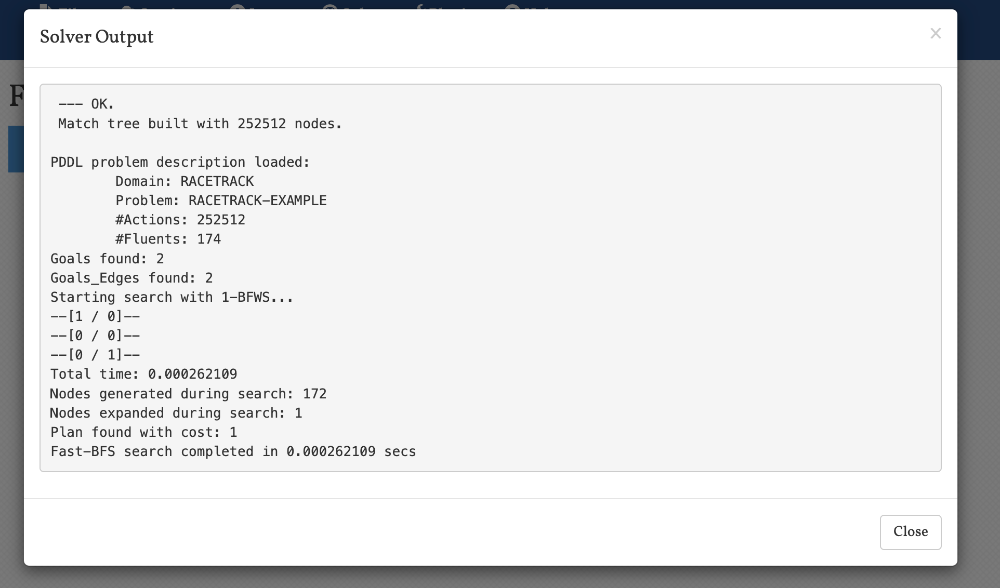 Solver Output
×
--- OK.
Match tree built with 252512 nodes.
PDDL problem description loaded:
Domain: RACETRACK
Problem: RACETRACK-EXAMPLE
#Actions: 252512
#Fluents: 174
Goals found: 2
Goals_Edges found: 2
Starting search with 1-BFWS...
--[1 / 0]--
--[0 / 0]--
--[0 / 1]--
Total time: 0.000262109
Nodes generated during search: 172
Nodes expanded during search: 1
Plan found with cost: 1
Fast-BFS search completed in 0.000262109 secs
Close